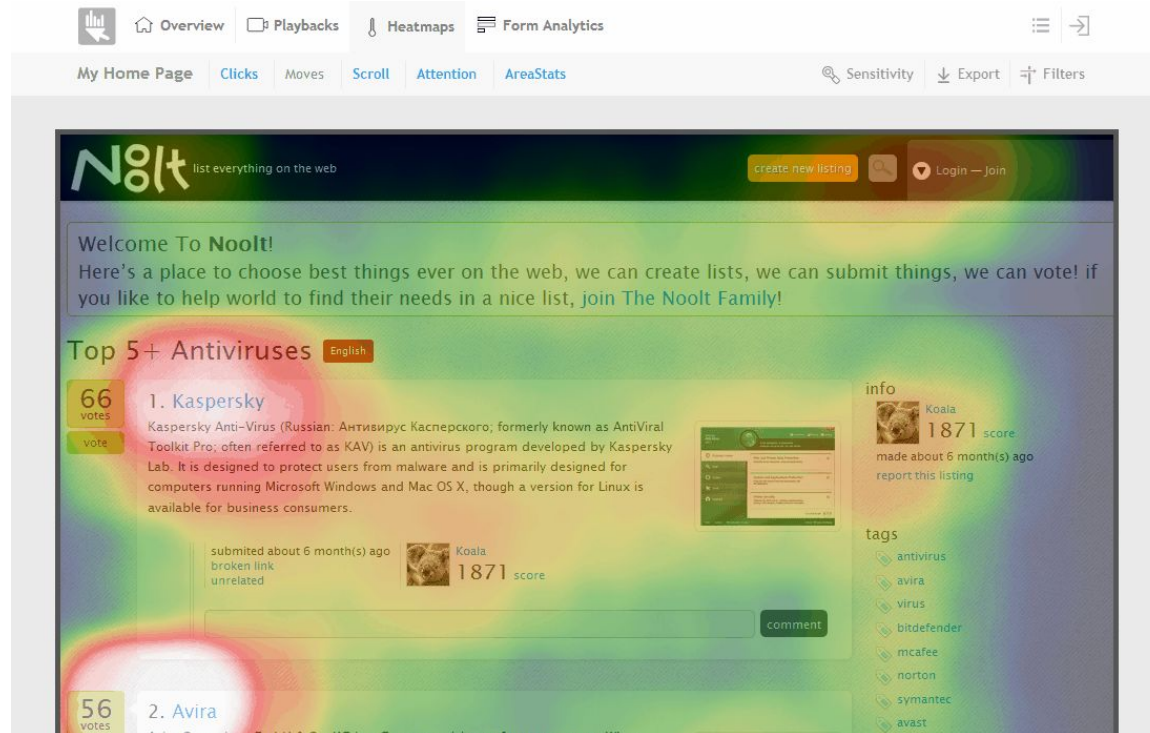 Overview Playbacks Heatmaps Form Analytics
My Home Page Clicks Moves Scroll Attention AreaStats Sensitivity Export Filters
Noolt list everything on the web create new listing Login — Join
Welcome To Noolt!
Here's a place to choose best things ever on the web, we can create lists, we can submit things, we can vote! if
you like to help world to find their needs in a nice list, join The Noolt Family!
Top 5+ Antiviruses English
66
votes
vote
1. Kaspersky
Kaspersky Anti-Virus (Russian: Антивирус Касперского; formerly known as AntiViral
Toolkit Pro; often referred to as KAV) is an antivirus program developed by Kaspersky
Lab. It is designed to protect users from malware and is primarily designed for
computers running Microsoft Windows and Mac OS X, though a version for Linux is
available for business consumers.
submited about 6 month(s) ago
broken link
unrelated
Koala
1871 score
comment
info
Koala
1871 score
made about 6 month(s) ago
report this listing
tags
antivirus
avira
virus
bitdefender
mcafee
norton
symantec
avast
56
votes
2. Avira